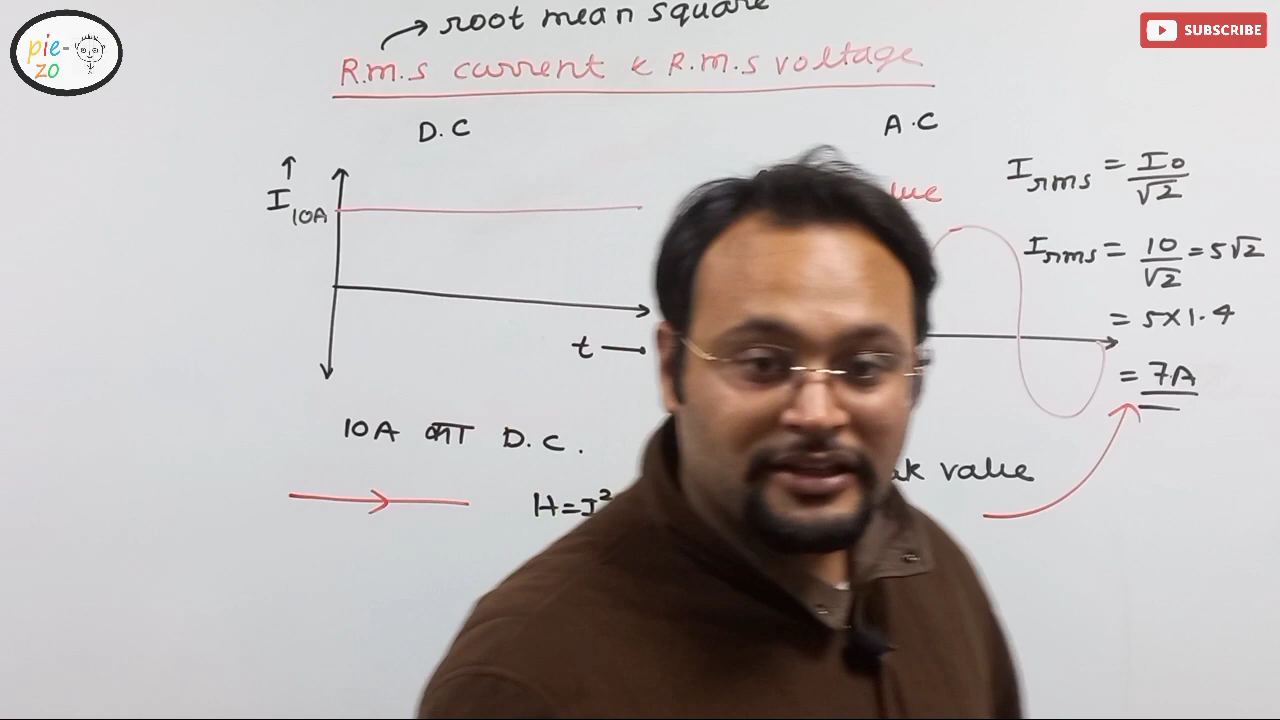 pie-
zo
SUBSCRIBE
root mean square
R.m.s current & R.m.s voltage
D.C
A.C
I
10A
t
10A का D.C.
H=I²
Irms = I0/√2
Irms = 10/√2 = 5√2
= 5×1.4
= 7A
value